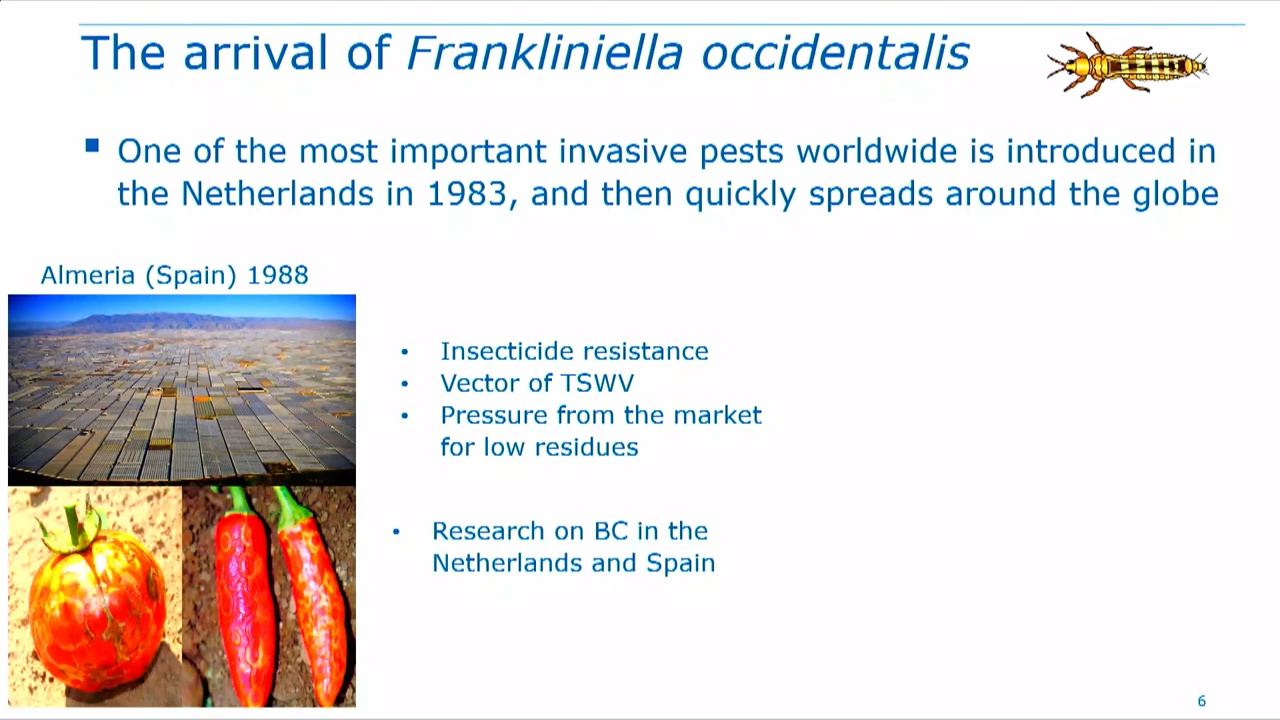 The arrival of Frankliniella occidentalis
▪ One of the most important invasive pests worldwide is introduced in
the Netherlands in 1983, and then quickly spreads around the globe
Almeria (Spain) 1988
• Insecticide resistance
• Vector of TSWV
• Pressure from the market
for low residues
• Research on BC in the
Netherlands and Spain
6